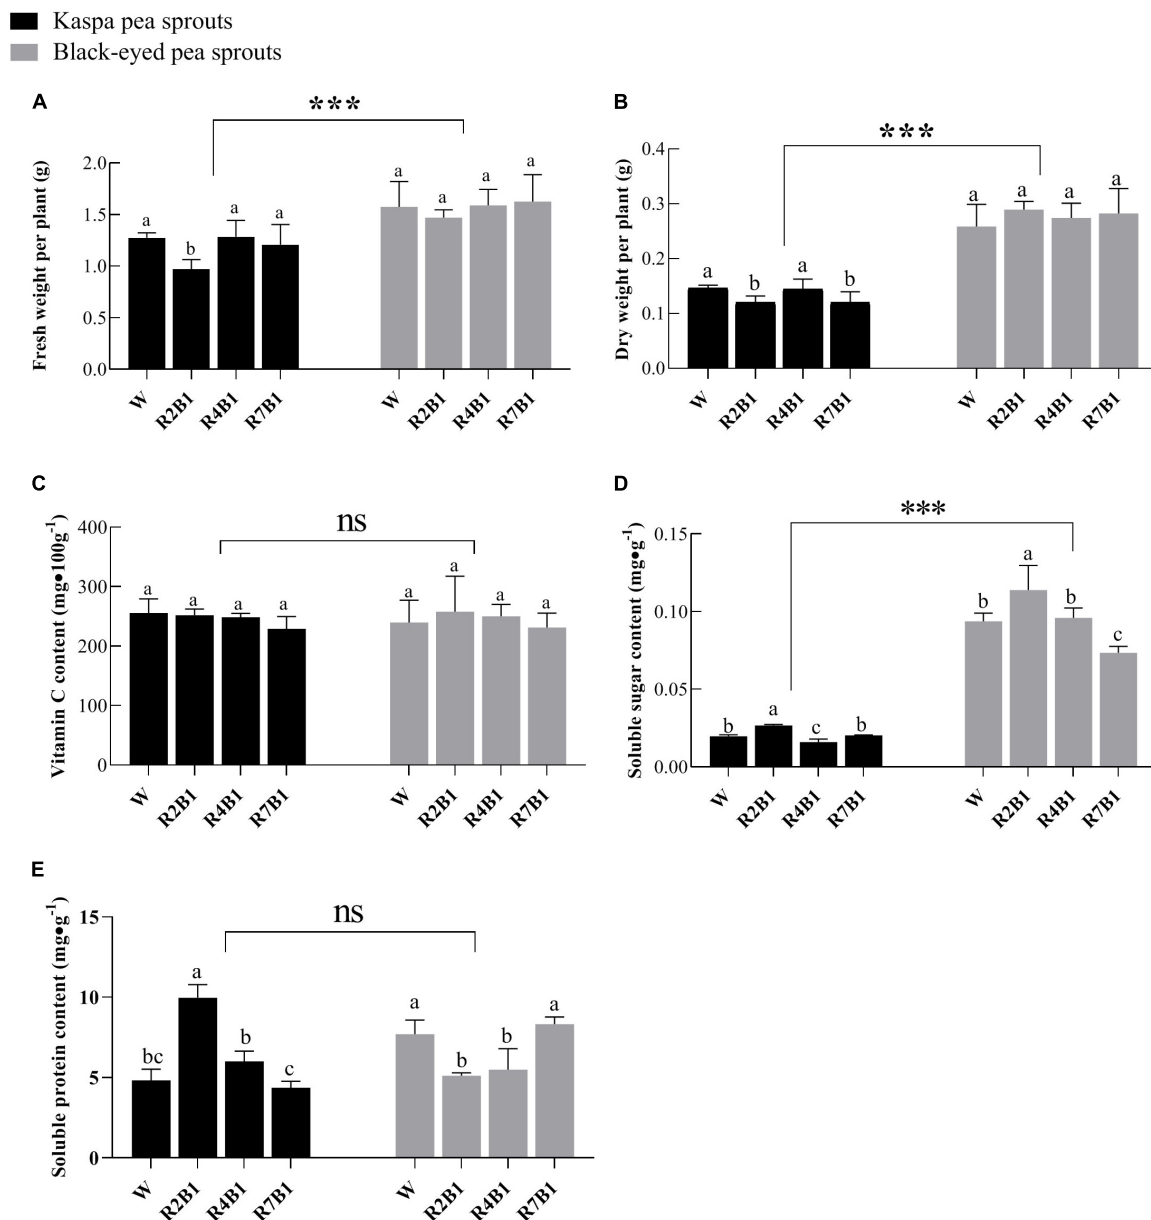 Kaspa pea sprouts
Black-eyed pea sprouts
A
***
Fresh weight per plant (g)
2.0
1.5
1.0
0.5
0.0
a
b
a
a
a
a
a
a
W
R2B1
R4B1
R7B1
W
R2B1
R4B1
R7B1
B
***
Dry weight per plant (g)
0.4
0.3
0.2
0.1
0.0
a
b
a
b
a
a
a
a
W
R2B1
R4B1
R7B1
W
R2B1
R4B1
R7B1
C
ns
Vitamin C content (mg•100g-1)
400
300
200
100
0
a
a
a
a
a
a
a
a
W
R2B1
R4B1
R7B1
W
R2B1
R4B1
R7B1
D
***
Soluble sugar content (mg•g-1)
0.15
0.10
0.05
0.00
b
a
c
b
b
a
b
c
W
R2B1
R4B1
R7B1
W
R2B1
R4B1
R7B1
E
ns
Soluble protein content (mg•g-1)
15
10
5
0
bc
a
b
c
a
b
b
a
W
R2B1
R4B1
R7B1
W
R2B1
R4B1
R7B1